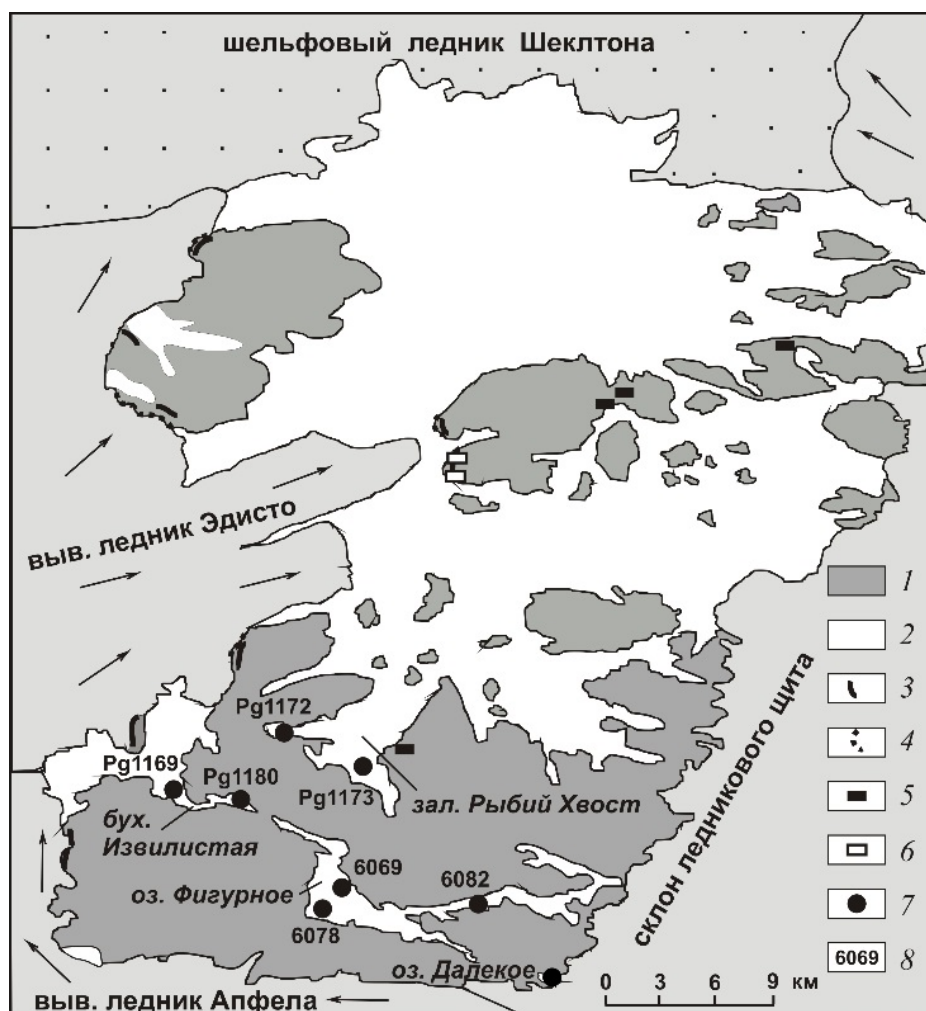 шельфовый ледник Шеклтона
выв. ледник Эдисто
1
2
3
4
5
6
7
6069 8
склон ледникового щита
Pg1172
Pg1169
Pg1180
Pg1173
зал. Рыбий Хвост
бух.
Извилистая
оз. Фигурное
6069
6082
6078
оз. Далекое
выв. ледник Апфела
0 3 6 9 км